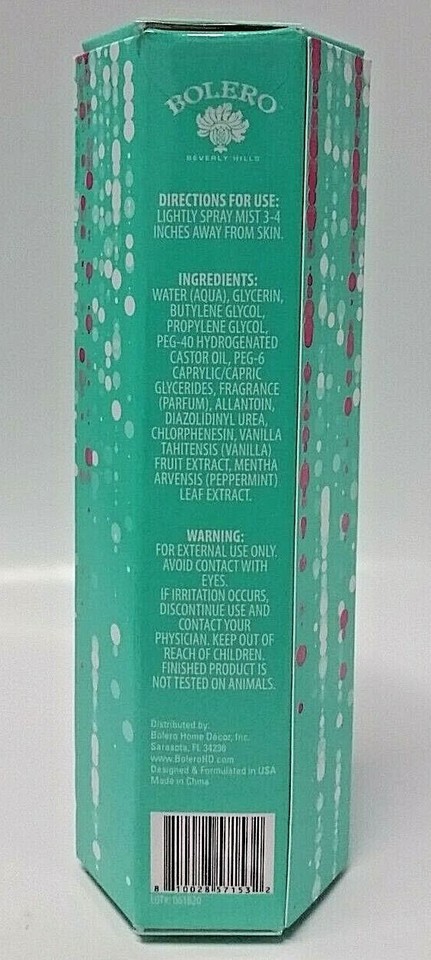 BOLERO
BEVERLY HILLS
DIRECTIONS FOR USE:
LIGHTLY SPRAY MIST 3-4
INCHES AWAY FROM SKIN.
INGREDIENTS:
WATER (AQUA), GLYCERIN,
BUTYLENE GLYCOL,
PROPYLENE GLYCOL,
PEG-40 HYDROGENATED
CASTOR OIL, PEG-6
CAPRYLIC/CAPRIC
GLYCERIDES, FRAGRANCE
(PARFUM), ALLANTOIN,
DIAZOLIDINYL UREA,
CHLORPHENESIN, VANILLA
TAHITENSIS (VANILLA)
FRUIT EXTRACT, MENTHA
ARVENSIS (PEPPERMINT)
LEAF EXTRACT.
WARNING:
FOR EXTERNAL USE ONLY.
AVOID CONTACT WITH
EYES.
IF IRRITATION OCCURS,
DISCONTINUE USE AND
CONTACT YOUR
PHYSICIAN. KEEP OUT OF
REACH OF CHILDREN.
FINISHED PRODUCT IS
NOT TESTED ON ANIMALS.
Distributed by:
Bolero Home Décor, Inc.
Sarasota, FL 34238
www.BoleroHD.com
Designed & Formulated in USA
Made in China
8 10028 57153 2
LOT#: 061820